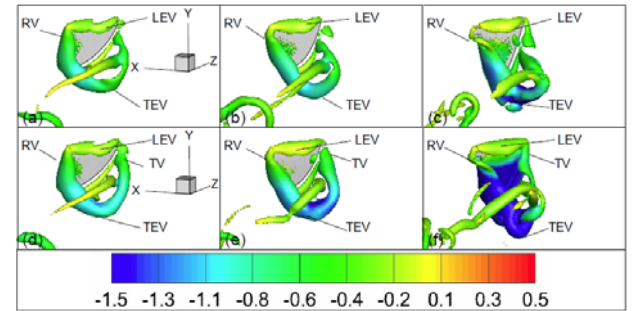 RV LEV Y X Z TEV (a)
RV LEV TEV (b)
RV LEV TEV (c)
RV LEV TV Y X Z TEV (d)
RV LEV TV TEV (e)
RV LEV TV TEV (f)
-1.5 -1.3 -1.1 -0.8 -0.6 -0.4 -0.2 0.1 0.3 0.5